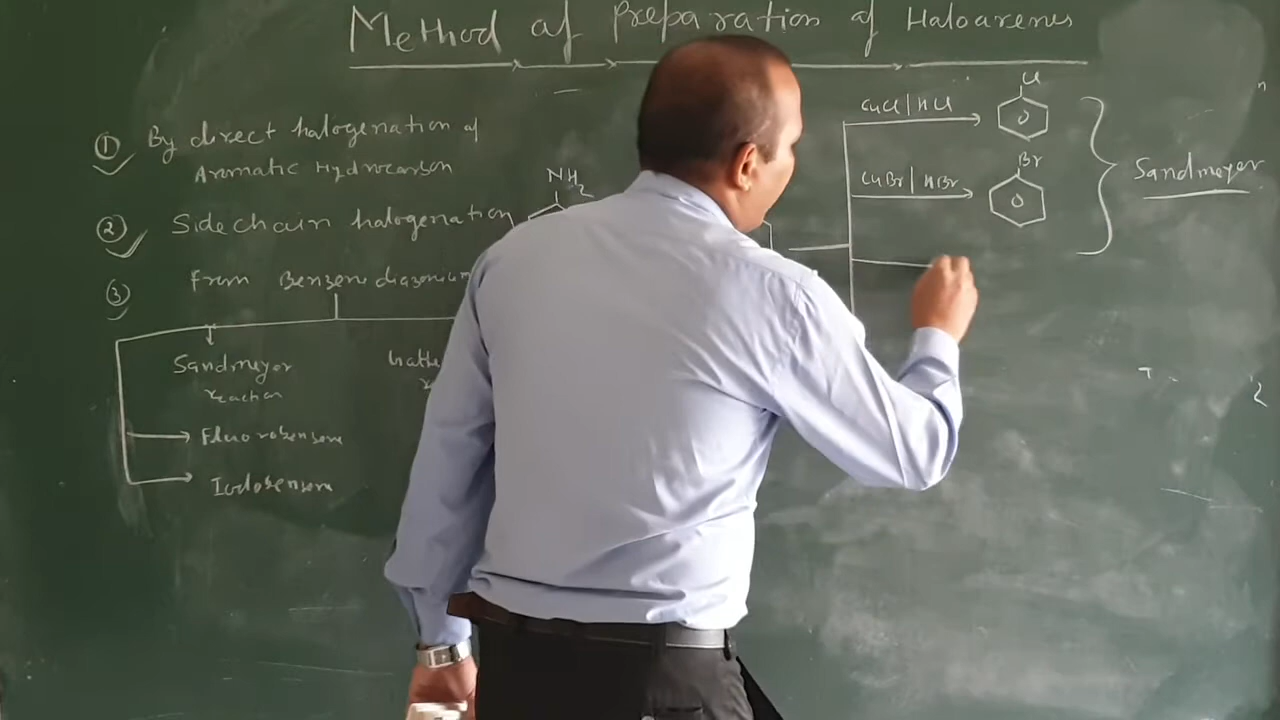 Method of Preparation of Haloarenes
① By direct halogenation of
Aromatic Hydrocarbon
② Side chain halogenation
③ From Benzene diazonium
Sandmeyer
reaction
Fluorobenzene
Iodobenzene
NH2
CuCl/HCl
Cl
CuBr/HBr
Br
Sandmeyer